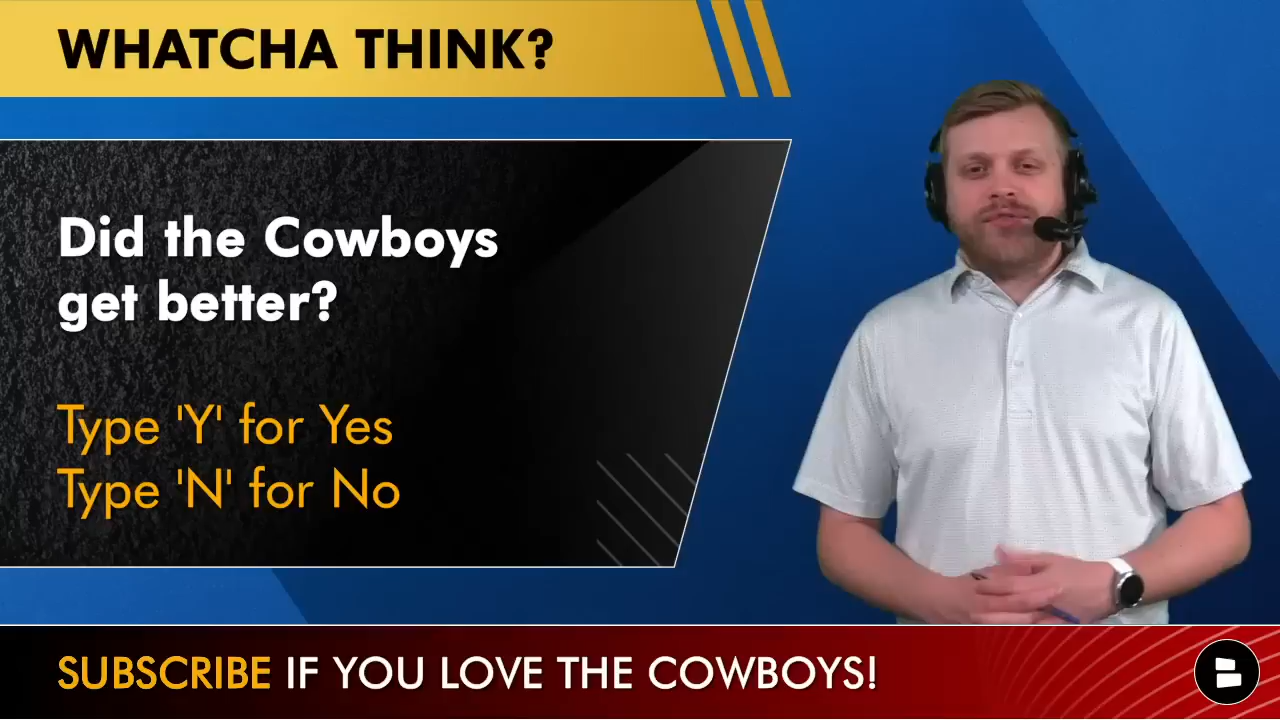 WHATCHA THINK?
Did the Cowboys
get better?
Type 'Y' for Yes
Type 'N' for No
SUBSCRIBE IF YOU LOVE THE COWBOYS!